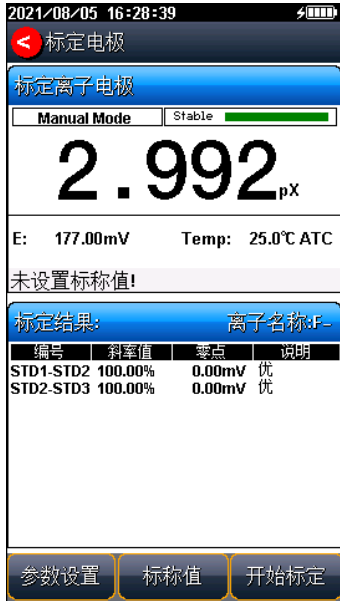 2021/08/05 16:28:39
< 标定电极
标定离子电极
Manual Mode Stable
2.992pX
E: 177.00mV Temp: 25.0℃ ATC
未设置标称值!
标定结果: 离子名称:F-
编号 斜率值 零点 说明
STD1-STD2 100.00% 0.00mV 优
STD2-STD3 100.00% 0.00mV 优
参数设置 标称值 开始标定